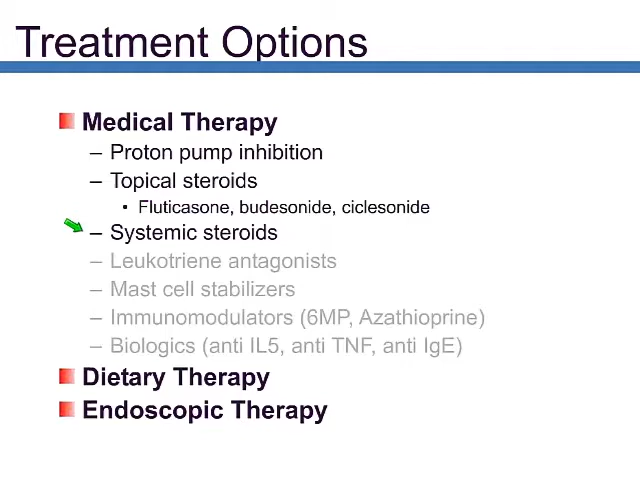 Treatment Options
Medical Therapy
– Proton pump inhibition
– Topical steroids
• Fluticasone, budesonide, ciclesonide
– Systemic steroids
– Leukotriene antagonists
– Mast cell stabilizers
– Immunomodulators (6MP, Azathioprine)
– Biologics (anti IL5, anti TNF, anti IgE)
Dietary Therapy
Endoscopic Therapy